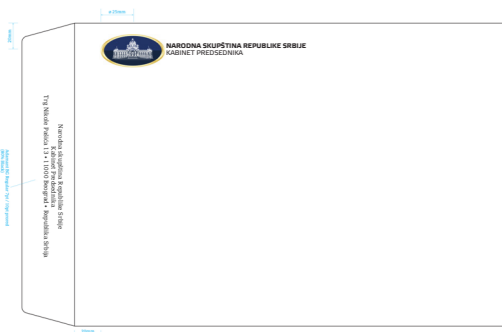 NARODNA SKUPŠTINA REPUBLIKE SRBIJE
KABINET PREDSEDNIKA
Narodna skupština Republike Srbije
Kabinet Predsednika
Trg Nikole Pašića 13 • 11000 Beograd • Republika Srbija